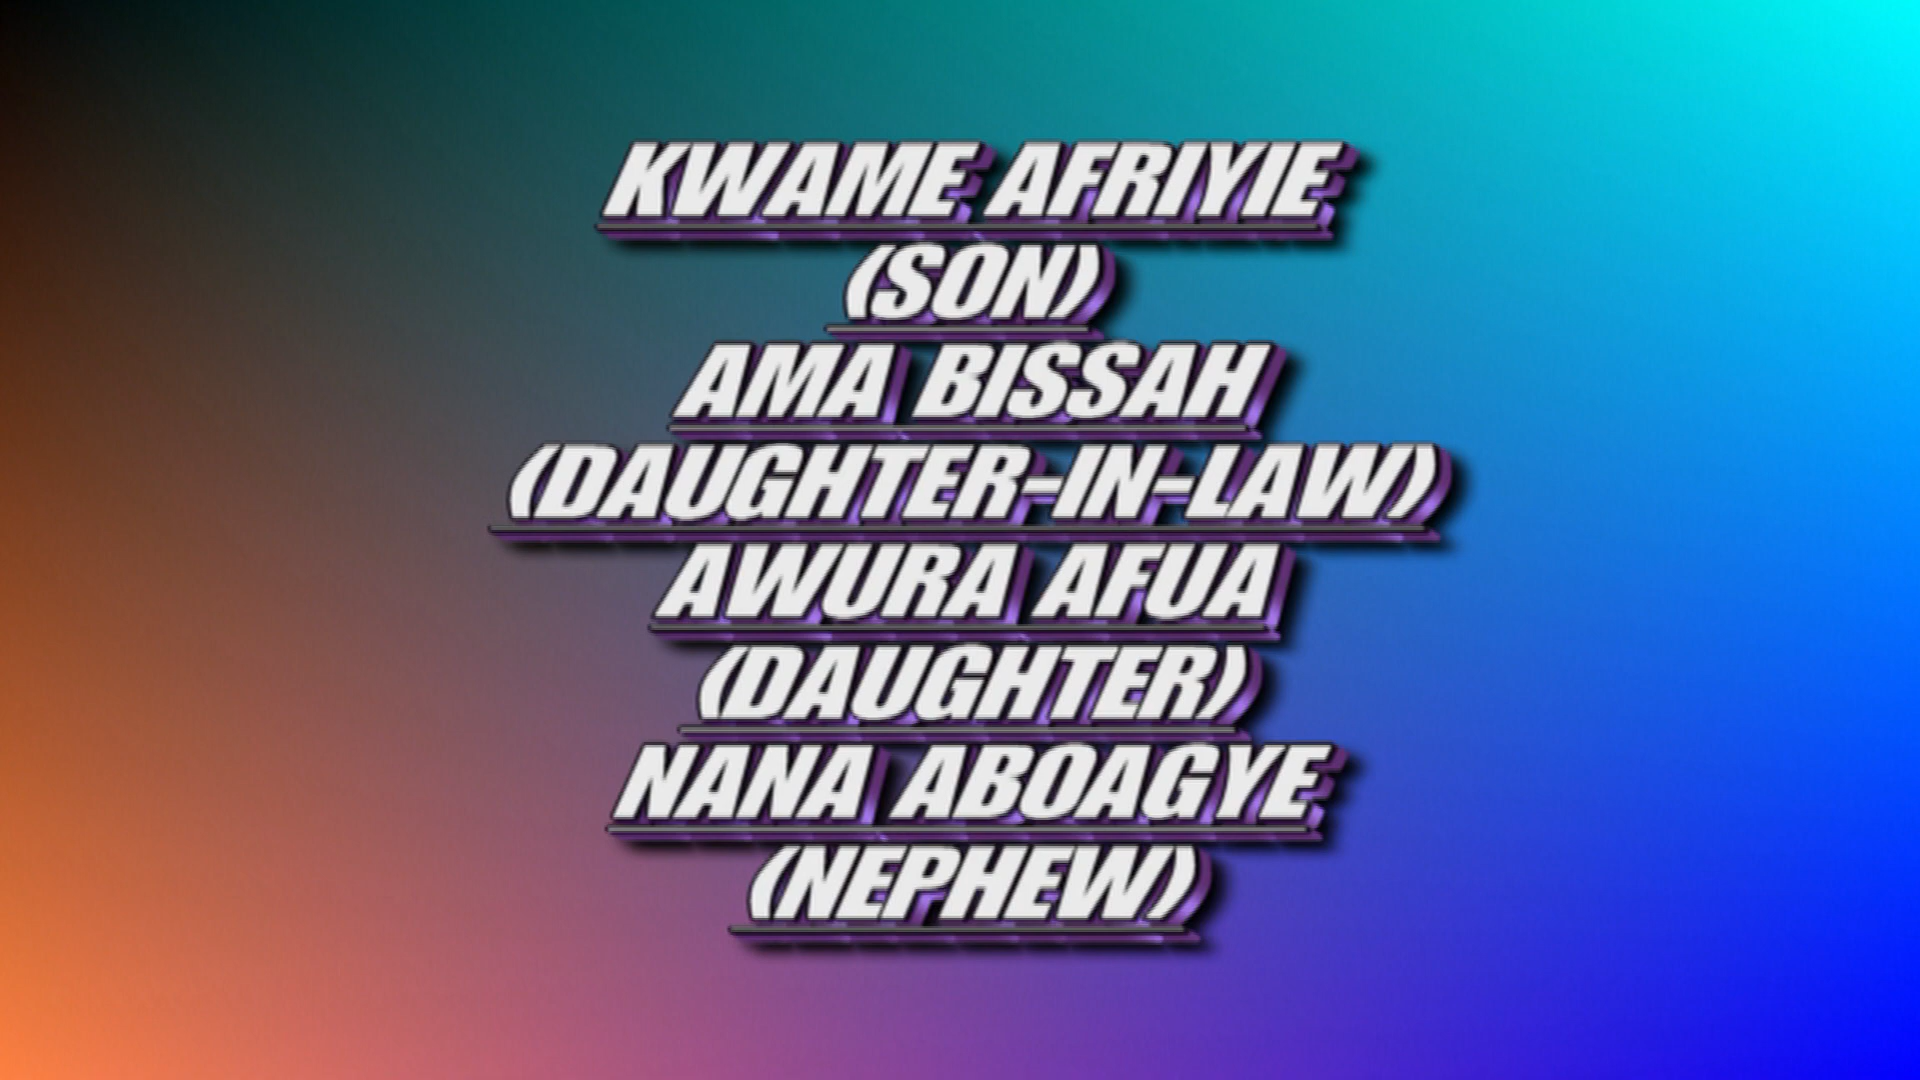 KWAME AFRIYIE
(SON)
AMA BISSAH
(DAUGHTER-IN-LAW)
AWURA AFUA
(DAUGHTER)
NANA ABOAGYE
(NEPHEW)